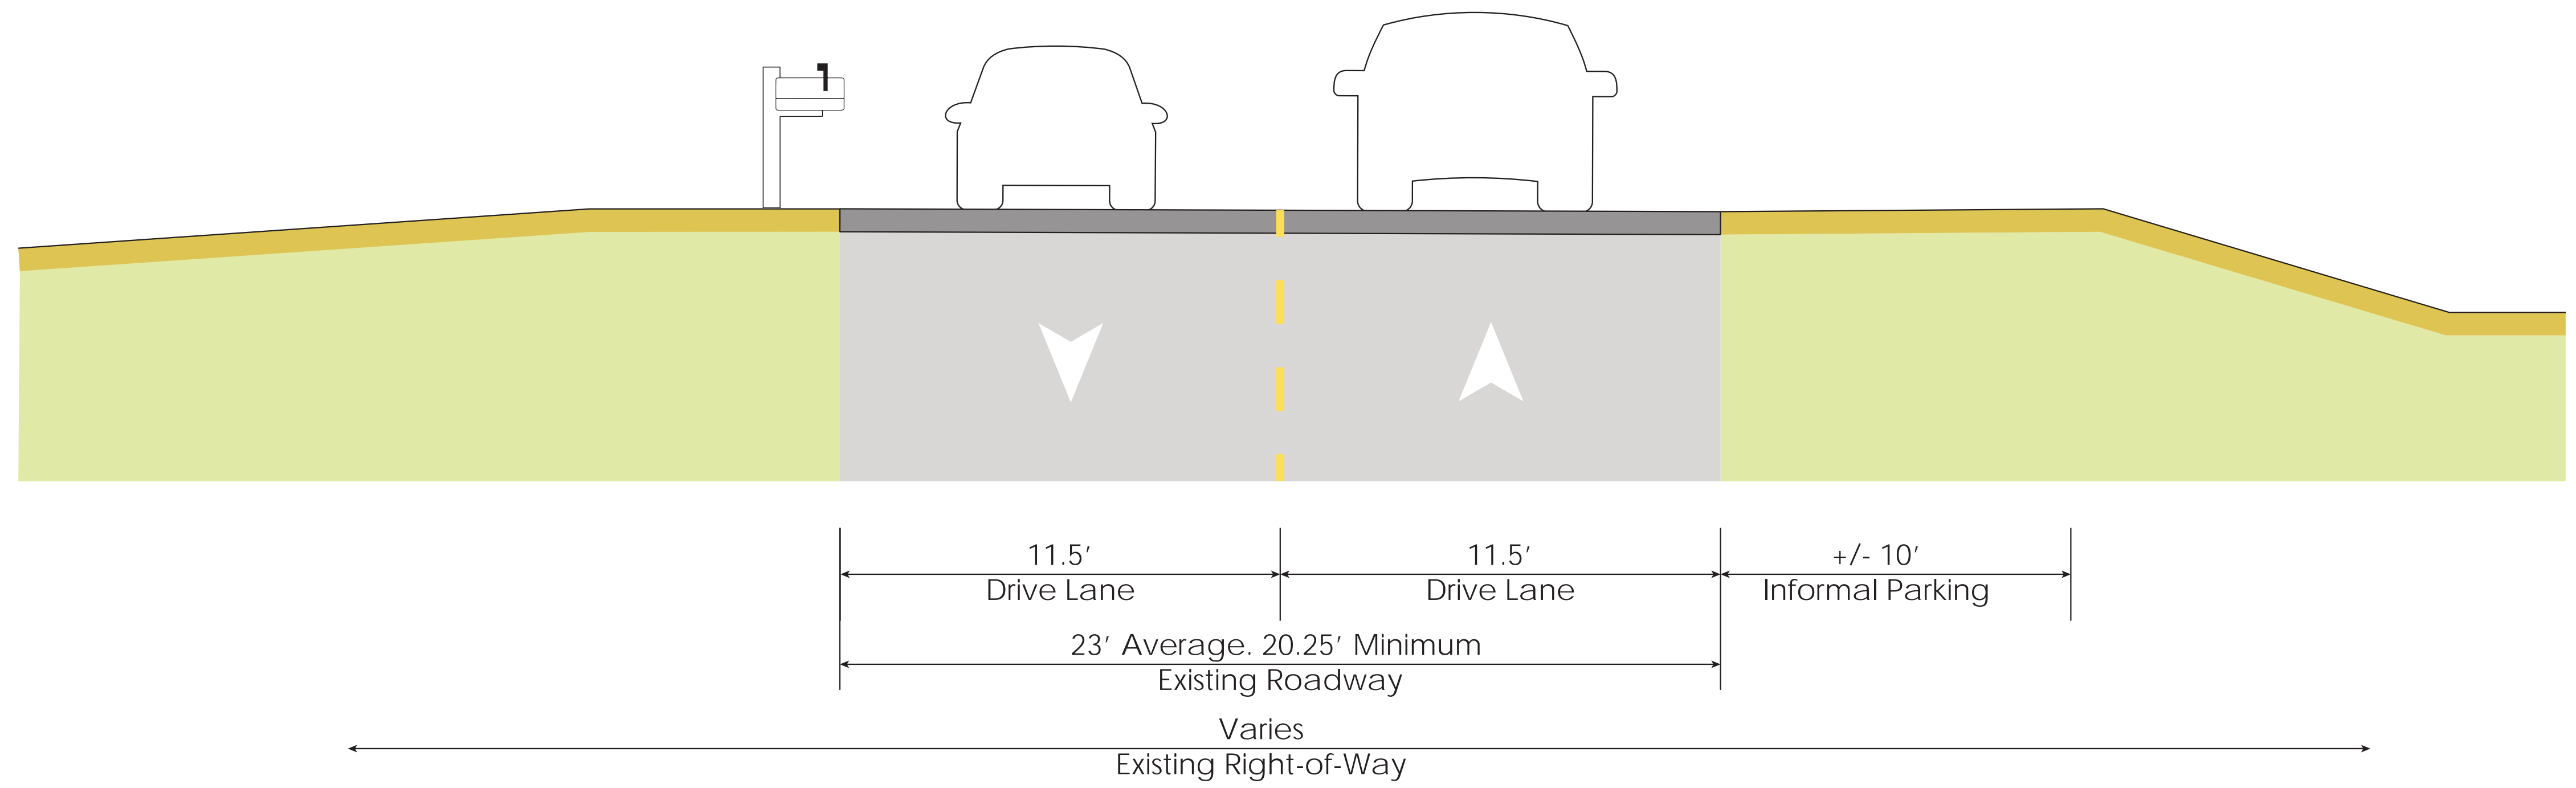 11.5’
11.5’
+/- 10’
Drive Lane
Drive Lane
Informal Parking
23’ Average. 20.25’ Minimum
Existing Roadway
Varies
Existing Right-of-Way